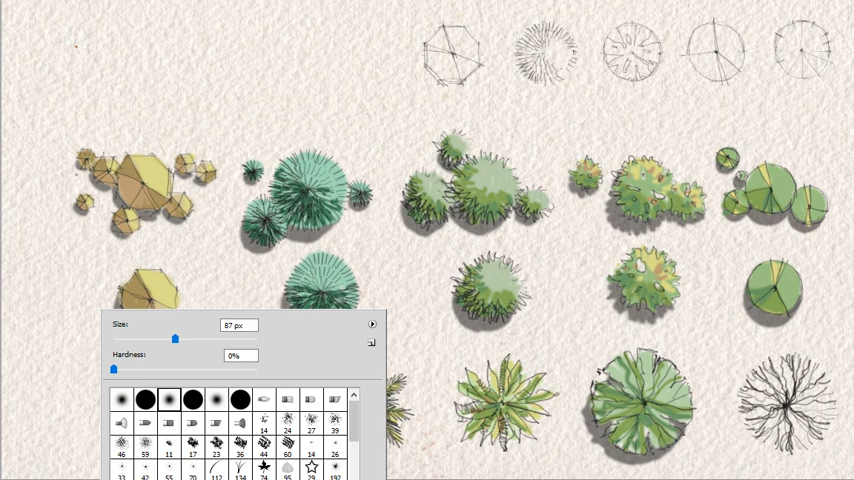 Size:
87 px
Hardness:
0%
14 24 27 39
46 59 11 17 23 36 44 60 14 26
33 42 55 70 112 134 74 95 29 192